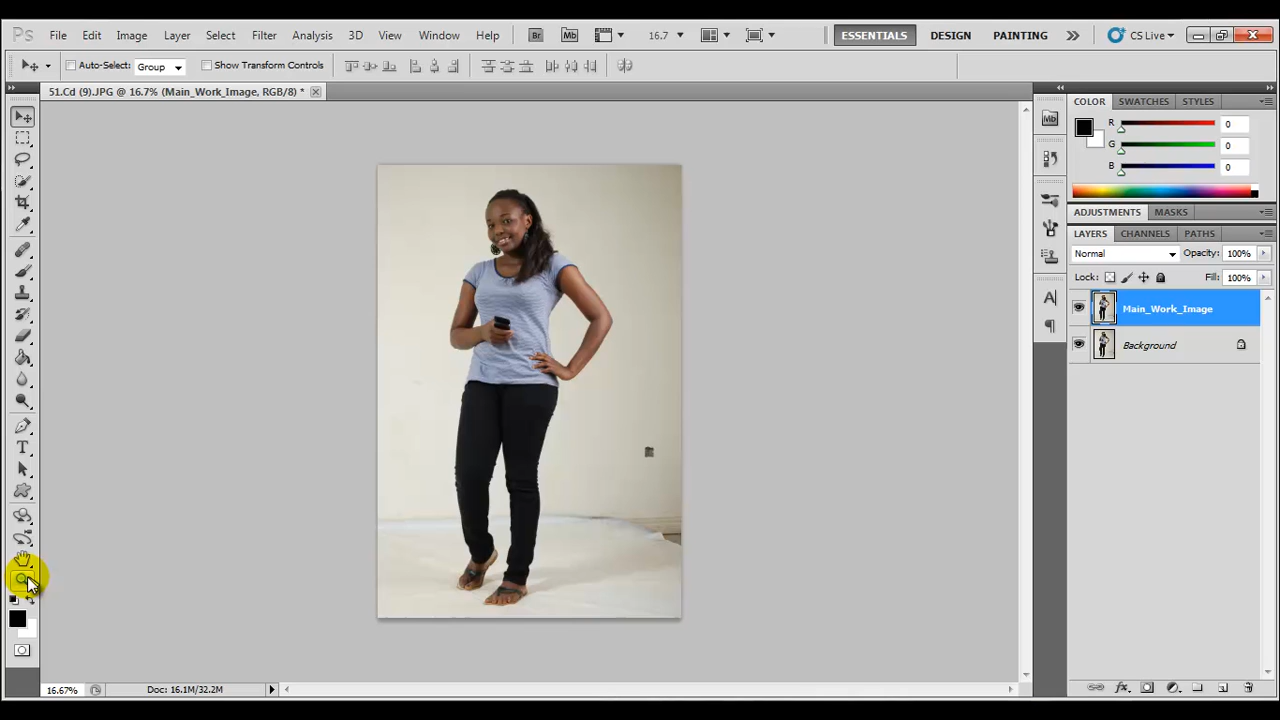 Ps File Edit Image Layer Select Filter Analysis 3D View Window Help Br Mb 16.7 ESSENTIALS DESIGN PAINTING CS Live
Auto-Select: Group Show Transform Controls
51.Cd (9).JPG @ 16.7% (Main_Work_Image, RGB/8) *
COLOR SWATCHES STYLES
Mb
R 0
G 0
B 0
ADJUSTMENTS MASKS
LAYERS CHANNELS PATHS
Normal Opacity: 100%
Lock: Fill: 100%
Main_Work_Image
Background
T
A
16.67% Doc: 16.1M/32.2M
fx